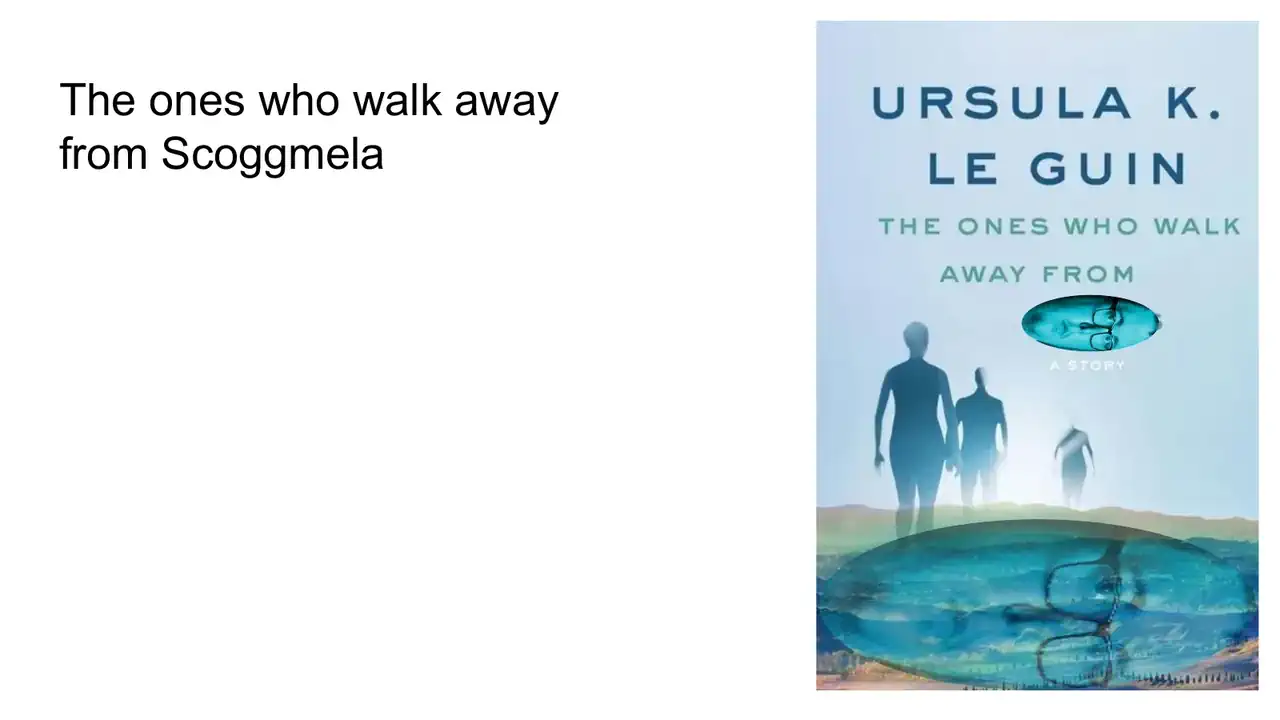 The ones who walk away
from Scoggmela
URSULA K.
LE GUIN
THE ONES WHO WALK
AWAY FROM
A STORY